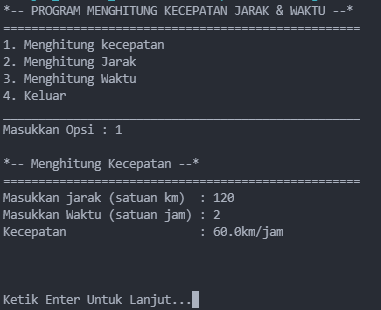 *-- PROGRAM MENGHITUNG KECEPATAN JARAK & WAKTU --*
===================================================
1. Menghitung kecepatan
2. Menghitung Jarak
3. Menghitung Waktu
4. Keluar
___________________________________________________
Masukkan Opsi : 1
*-- Menghitung Kecepatan --*
===================================================
Masukkan jarak (satuan km)  : 120
Masukkan Waktu (satuan jam) : 2
Kecepatan                   : 60.0km/jam
Ketik Enter Untuk Lanjut...